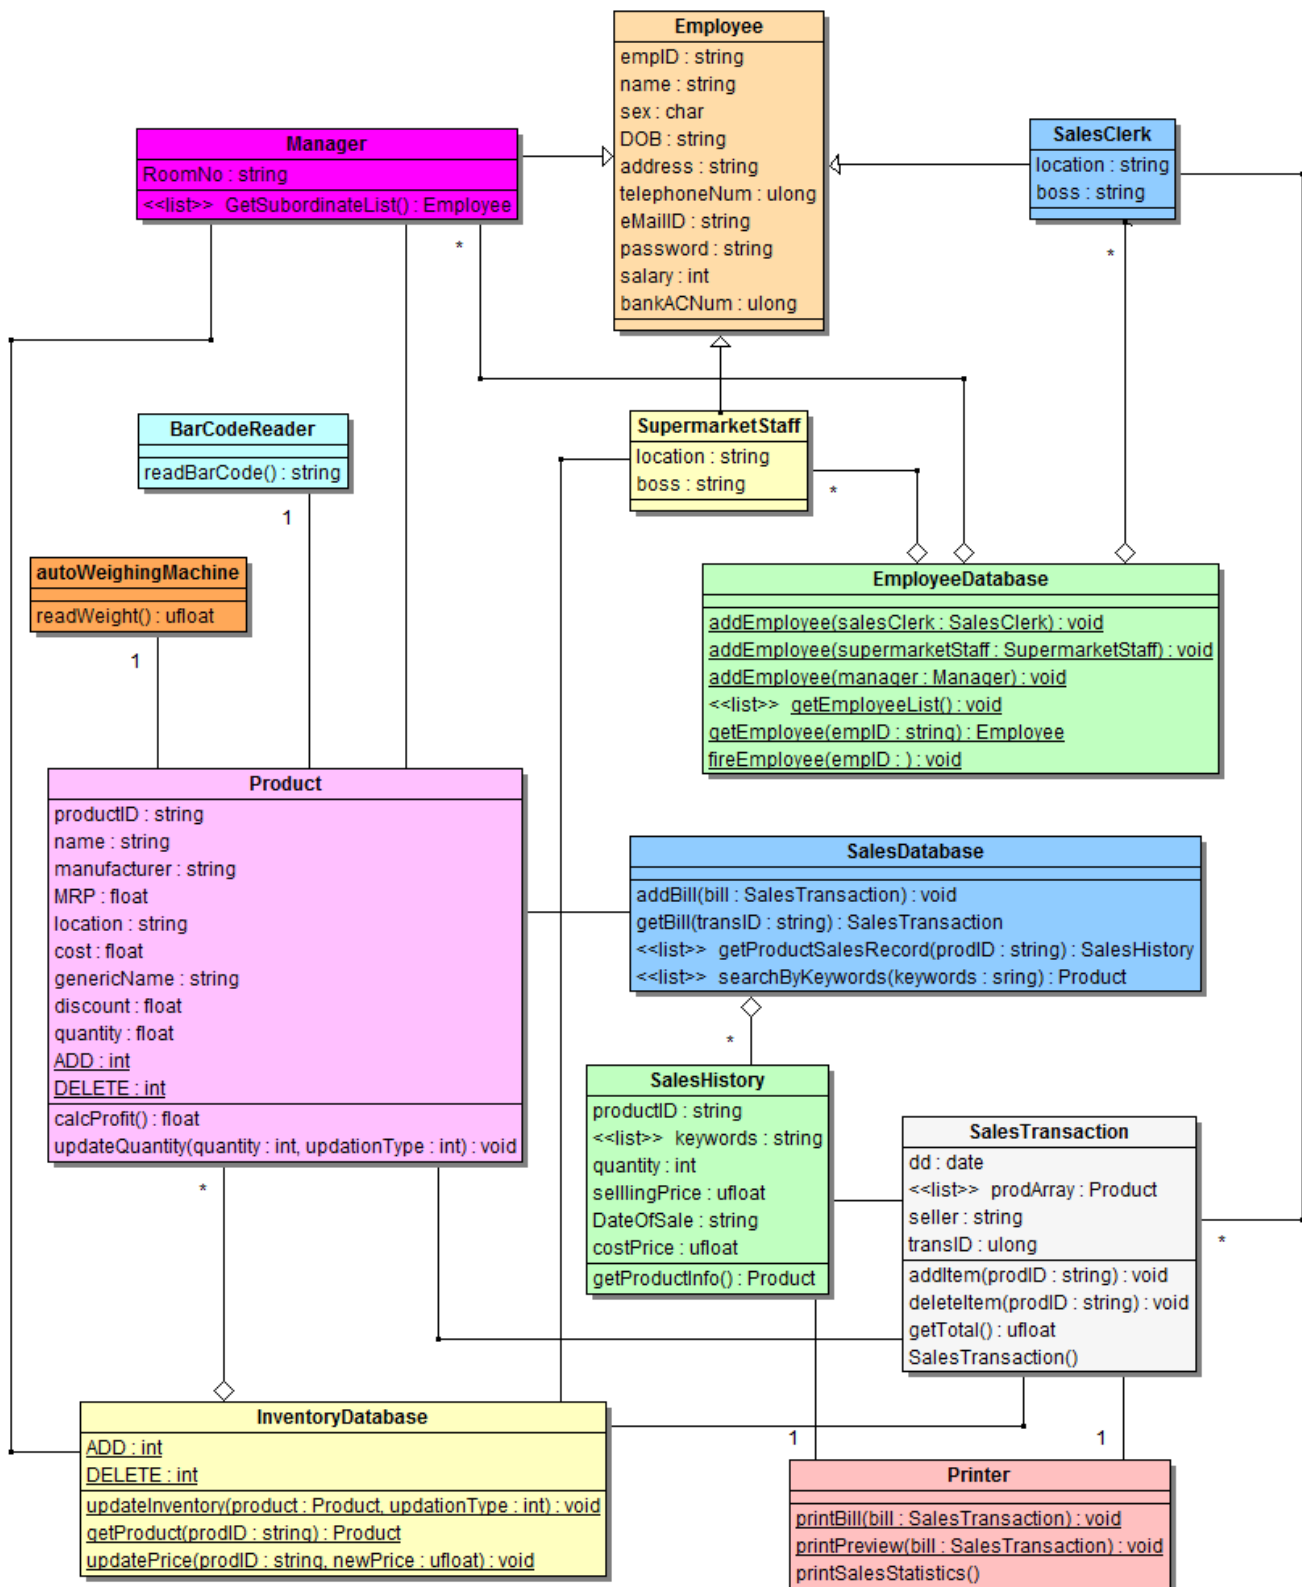 Employee
empID : string
name : string
sex : char
DOB : string
address : string
telephoneNum : ulong
eMailID : string
password : string
salary : int
bankACNum : ulong
Manager
RoomNo : string
<<list>> GetSubordinateList() : Employee
*
SalesClerk
location : string
boss : string
*
BarCodeReader
readBarCode() : string
1
SupermarketStaff
location : string
boss : string
*
autoWeighingMachine
readWeight() : ufloat
1
EmployeeDatabase
addEmployee(salesClerk : SalesClerk) : void
addEmployee(supermarketStaff : SupermarketStaff) : void
addEmployee(manager : Manager) : void
<<list>> getEmployeeList() : void
getEmployee(empID : string) : Employee
fireEmployee(empID : ) : void
Product
productID : string
name : string
manufacturer : string
MRP : float
location : string
cost : float
genericName : string
discount : float
quantity : float
ADD : int
DELETE : int
calcProfit() : float
updateQuantity(quantity : int, updationType : int) : void
*
SalesDatabase
addBill(bill : SalesTransaction) : void
getBill(transID : string) : SalesTransaction
<<list>> getProductSalesRecord(prodID : string) : SalesHistory
<<list>> searchByKeywords(keywords : sring) : Product
*
SalesHistory
productID : string
<<list>> keywords : string
quantity : int
selllingPrice : ufloat
DateOfSale : string
costPrice : ufloat
getProductInfo() : Product
SalesTransaction
dd : date
<<list>> prodArray : Product
seller : string
transID : ulong
addItem(prodID : string) : void
deleteItem(prodID : string) : void
getTotal() : ufloat
SalesTransaction()
*
InventoryDatabase
ADD : int
DELETE : int
updateInventory(product : Product, updationType : int) : void
getProduct(prodID : string) : Product
updatePrice(prodID : string, newPrice : ufloat) : void
1
1
Printer
printBill(bill : SalesTransaction) : void
printPreview(bill : SalesTransaction) : void
printSalesStatistics()